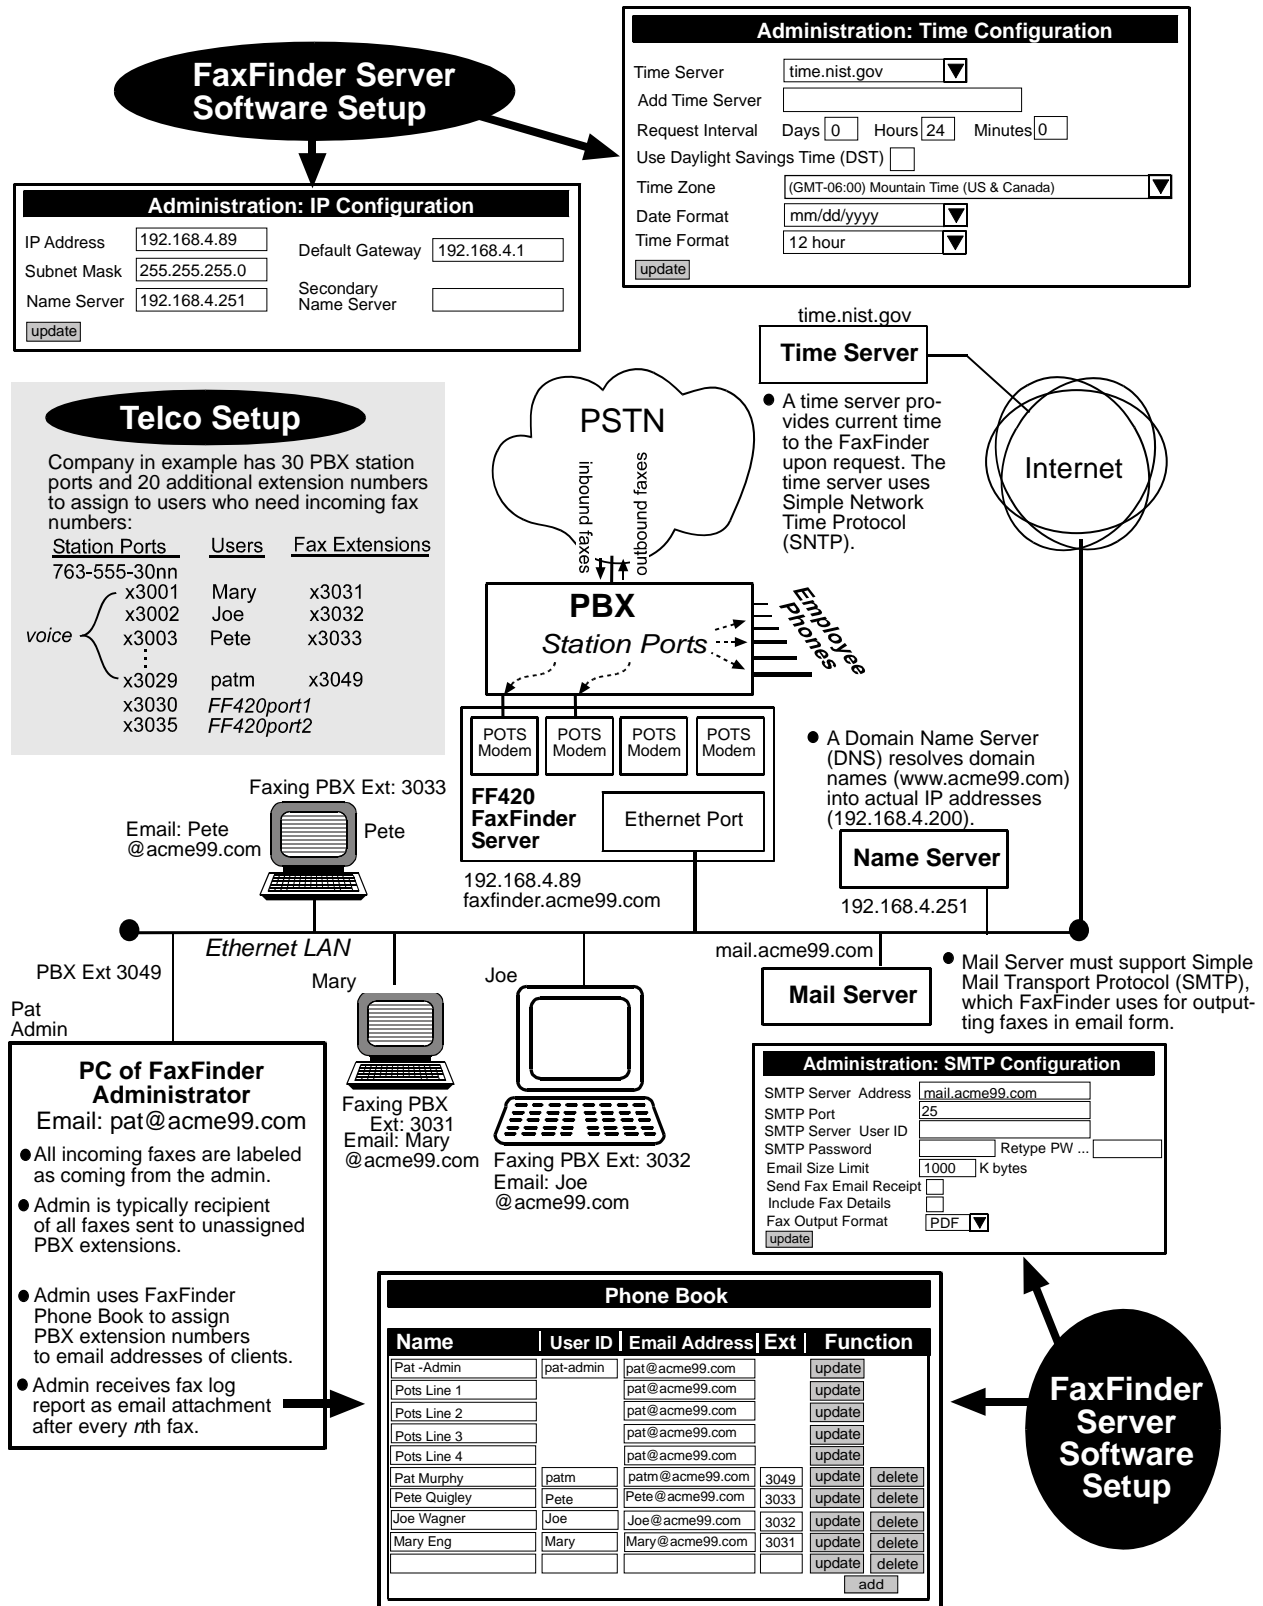 FaxFinder Server
Software Setup
Administration: Time Configuration
Time Server time.nist.gov
Add Time Server
Request Interval Days 0 Hours 24 Minutes 0
Use Daylight Savings Time (DST)
Time Zone (GMT-06:00) Mountain Time (US & Canada)
Date Format mm/dd/yyyy
Time Format 12 hour
update
Administration: IP Configuration
IP Address 192.168.4.89
Default Gateway 192.168.4.1
Subnet Mask 255.255.255.0
Name Server 192.168.4.251
Secondary
Name Server
update
time.nist.gov
Time Server
A time server pro-
vides current time
to the FaxFinder
upon request. The
time server uses
Simple Network
Time Protocol
(SNTP).
Internet
Telco Setup
Company in example has 30 PBX station
ports and 20 additional extension numbers
to assign to users who need incoming fax
numbers:
Station Ports Users Fax Extensions
763-555-30nn
x3001 Mary x3031
x3002 Joe x3032
voice x3003 Pete x3033
x3029 patm x3049
x3030 FF420port1
x3035 FF420port2
PSTN
inbound faxes
outbound faxes
PBX
Station Ports
Employee
Phones
POTS
Modem
POTS
Modem
POTS
Modem
POTS
Modem
FF420
FaxFinder
Server
Ethernet Port
192.168.4.89
faxfinder.acme99.com
A Domain Name Server
(DNS) resolves domain
names (www.acme99.com)
into actual IP addresses
(192.168.4.200).
Name Server
192.168.4.251
Faxing PBX Ext: 3033
Email: Pete
@acme99.com
Pete
Ethernet LAN
PBX Ext 3049
Pat
Admin
Mary
Joe
mail.acme99.com
Mail Server
Mail Server must support Simple
Mail Transport Protocol (SMTP),
which FaxFinder uses for output-
ting faxes in email form.
PC of FaxFinder
Administrator
Email: pat@acme99.com
All incoming faxes are labeled
as coming from the admin.
Admin is typically recipient
of all faxes sent to unassigned
PBX extensions.
Admin uses FaxFinder
Phone Book to assign
PBX extension numbers
to email addresses of clients.
Admin receives fax log
report as email attachment
after every nth fax.
Faxing PBX
Ext: 3031
Email: Mary
@acme99.com
Faxing PBX Ext: 3032
Email: Joe
@acme99.com
Administration: SMTP Configuration
SMTP Server Address mail.acme99.com
SMTP Port 25
SMTP Server User ID
SMTP Password Retype PW ...
Email Size Limit 1000 K bytes
Send Fax Email Receipt
Include Fax Details
Fax Output Format PDF
update
Phone Book
Name User ID Email Address Ext Function
Pat -Admin pat-admin pat@acme99.com update
Pots Line 1 pat@acme99.com update
Pots Line 2 pat@acme99.com update
Pots Line 3 pat@acme99.com update
Pots Line 4 pat@acme99.com update
Pat Murphy patm patm@acme99.com 3049 update delete
Pete Quigley Pete Pete@acme99.com 3033 update delete
Joe Wagner Joe Joe@acme99.com 3032 update delete
Mary Eng Mary Mary@acme99.com 3031 update delete
update delete
add
FaxFinder
Server
Software
Setup